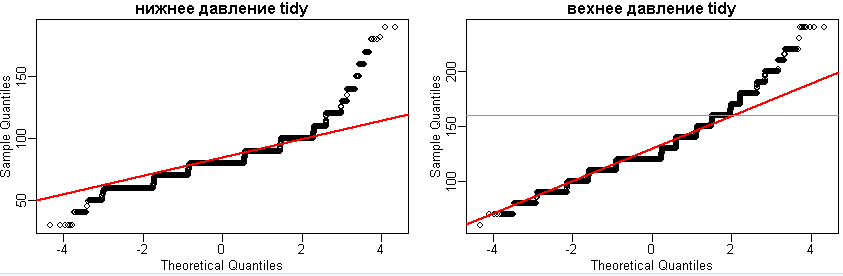 нижнее давление tidy
Sample Quantiles
50 100 150
-4 -2 0 2 4
Theoretical Quantiles
вехнее давление tidy
Sample Quantiles
100 150 200
-4 -2 0 2 4
Theoretical Quantiles